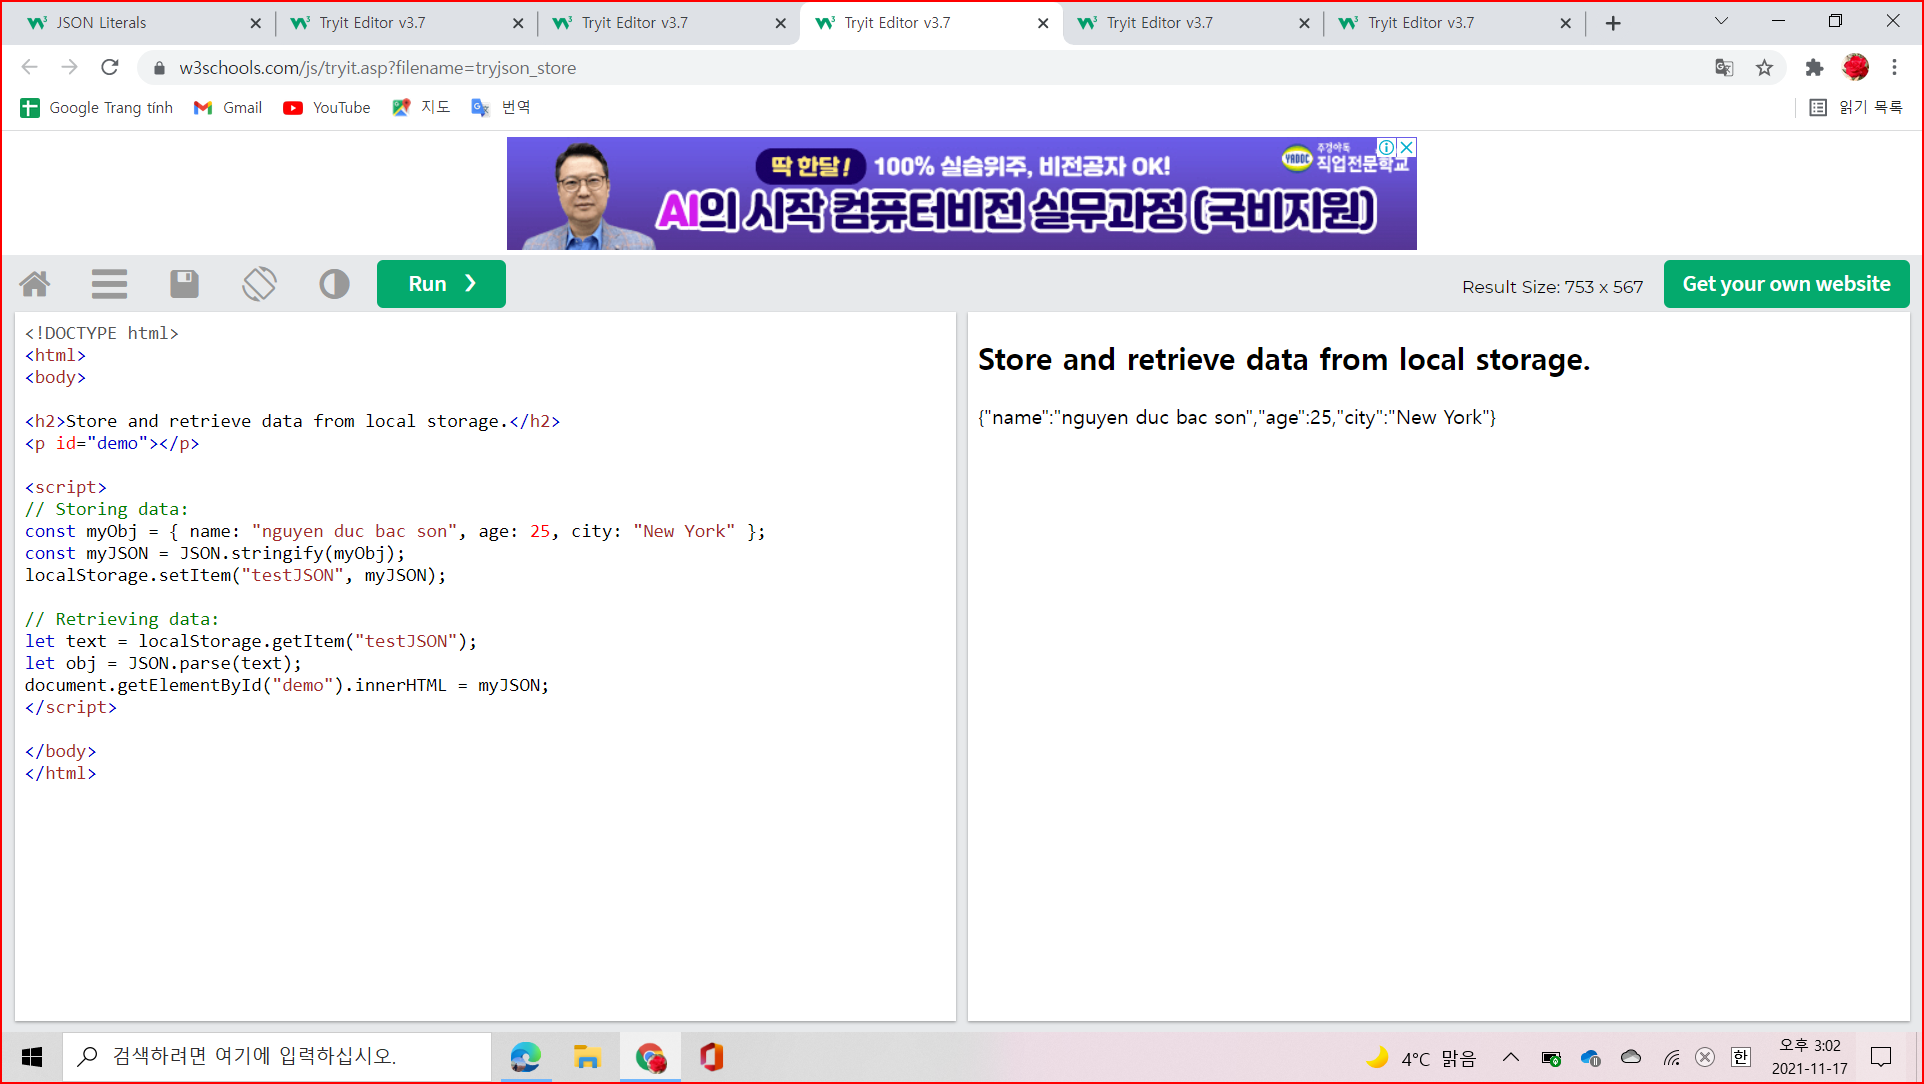 JSON Literals
Tryit Editor v3.7
Tryit Editor v3.7
Tryit Editor v3.7
Tryit Editor v3.7
Tryit Editor v3.7
w3schools.com/js/tryit.asp?filename=tryjson_store
Google Trang tính
Gmail
YouTube
지도
번역
읽기 목록
딱 한달! 100% 실습위주, 비전공자 OK!
AI의 시작 컴퓨터비전 실무과정 (국비지원)
YADOC
주경야독
직업전문학교
Run ❯
Result Size: 753 x 567
Get your own website
<!DOCTYPE html>
<html>
<body>
<h2>Store and retrieve data from local storage.</h2>
<p id="demo"></p>
<script>
// Storing data:
const myObj = { name: "nguyen duc bac son", age: 25, city: "New York" };
const myJSON = JSON.stringify(myObj);
localStorage.setItem("testJSON", myJSON);
// Retrieving data:
let text = localStorage.getItem("testJSON");
let obj = JSON.parse(text);
document.getElementById("demo").innerHTML = myJSON;
</script>
</body>
</html>
Store and retrieve data from local storage.
{"name":"nguyen duc bac son","age":25,"city":"New York"}
검색하려면 여기에 입력하십시오.
4°C 맑음
한
오후 3:02
2021-11-17